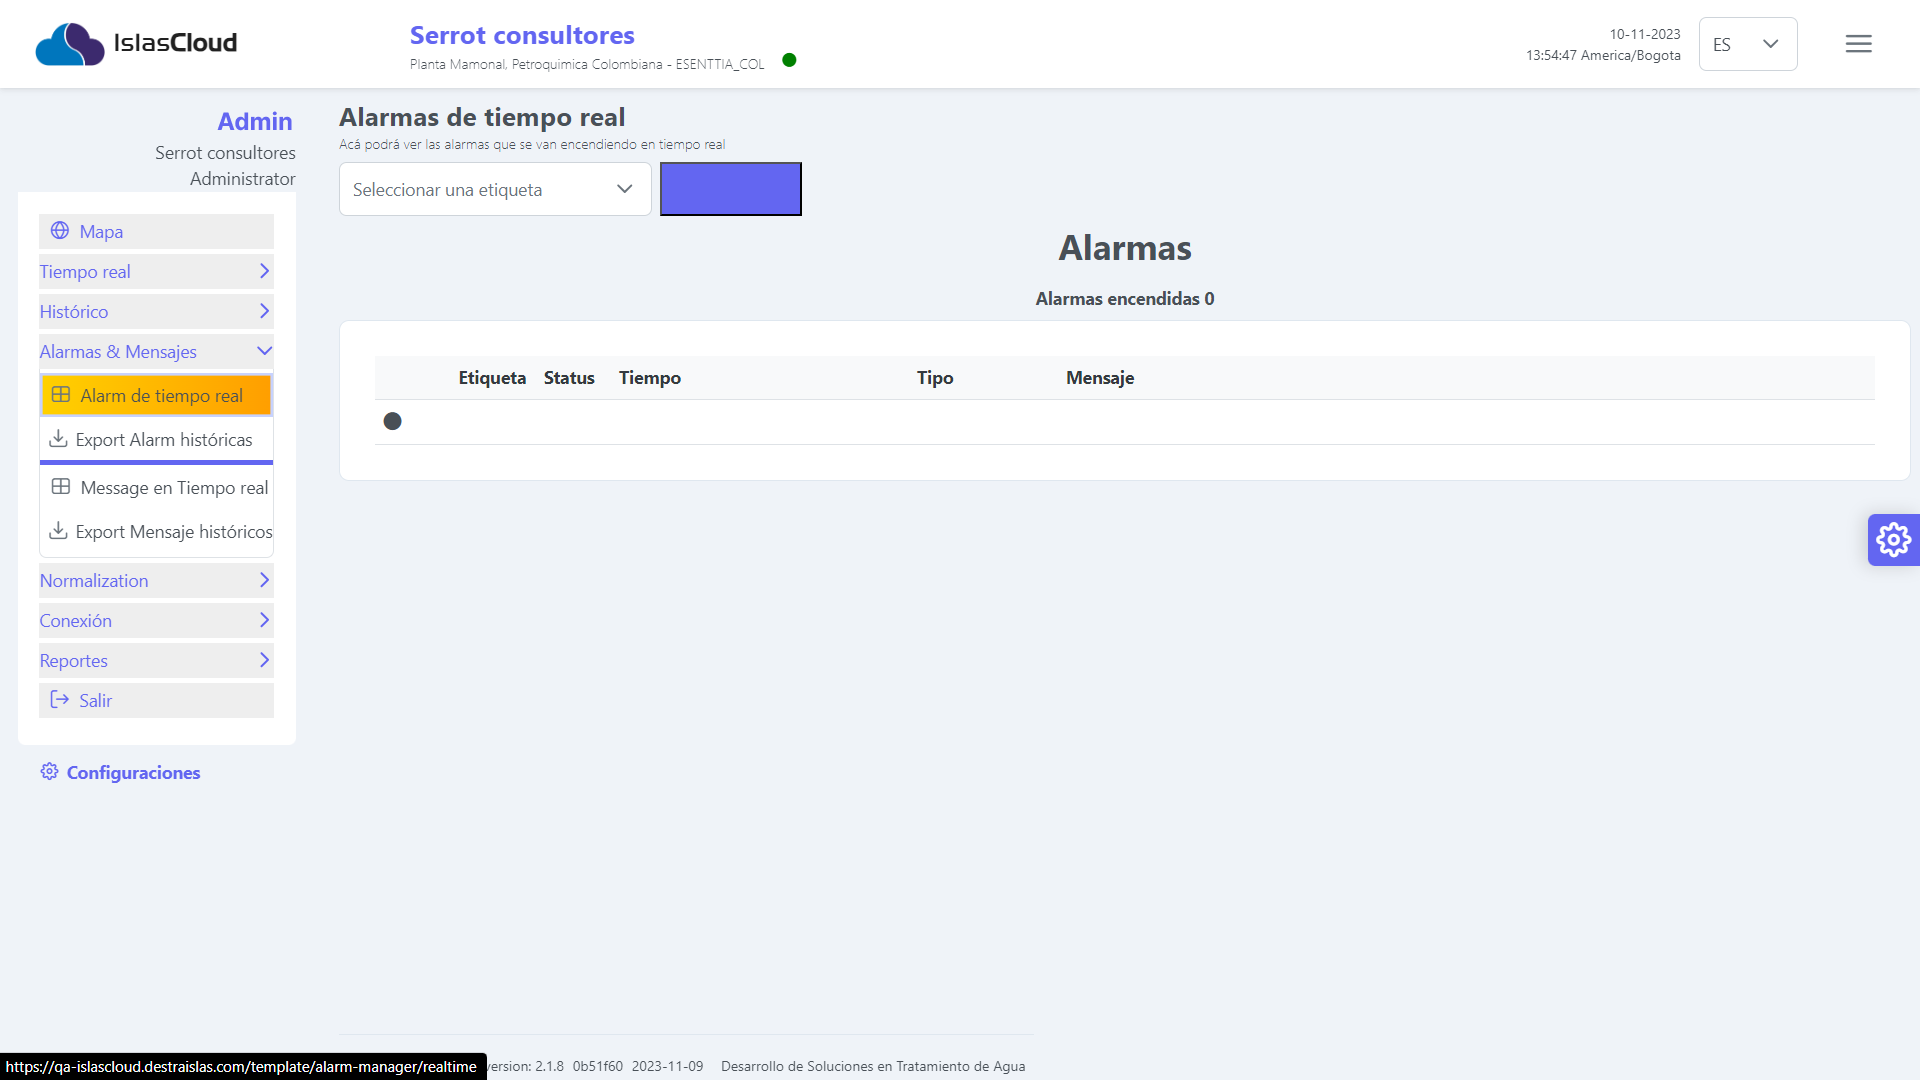 IslasCloud
Serrot consultores
Planta Mamonal, Petroquimica Colombiana - ESENTTIA_COL
10-11-2023
13:54:47 America/Bogota
ES
Admin
Serrot consultores
Administrator
Mapa
Tiempo real
Histórico
Alarmas & Mensajes
Alarm de tiempo real
Export Alarm históricas
Message en Tiempo real
Export Mensaje históricos
Normalization
Conexión
Reportes
Salir
Configuraciones
Alarmas de tiempo real
Acá podrá ver las alarmas que se van encendiendo en tiempo real
Seleccionar una etiqueta
Alarmas
Alarmas encendidas 0
Etiqueta Status Tiempo Tipo Mensaje
https://qa-islascloud.destraislas.com/template/alarm-manager/realtime
version: 2.1.8 0b51f60 2023-11-09 Desarrollo de Soluciones en Tratamiento de Agua